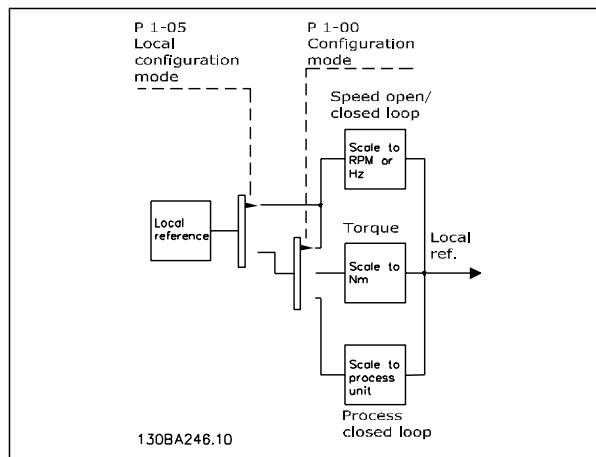 P 1-05
Local
configuration
mode
P 1-00
Configuration
mode
Speed open/
closed loop
Scale to
RPM or
Hz
Local
reference
Torque
Scale to
Nm
Local
ref.
Scale to
process
unit
Process
closed loop
130BA246.10